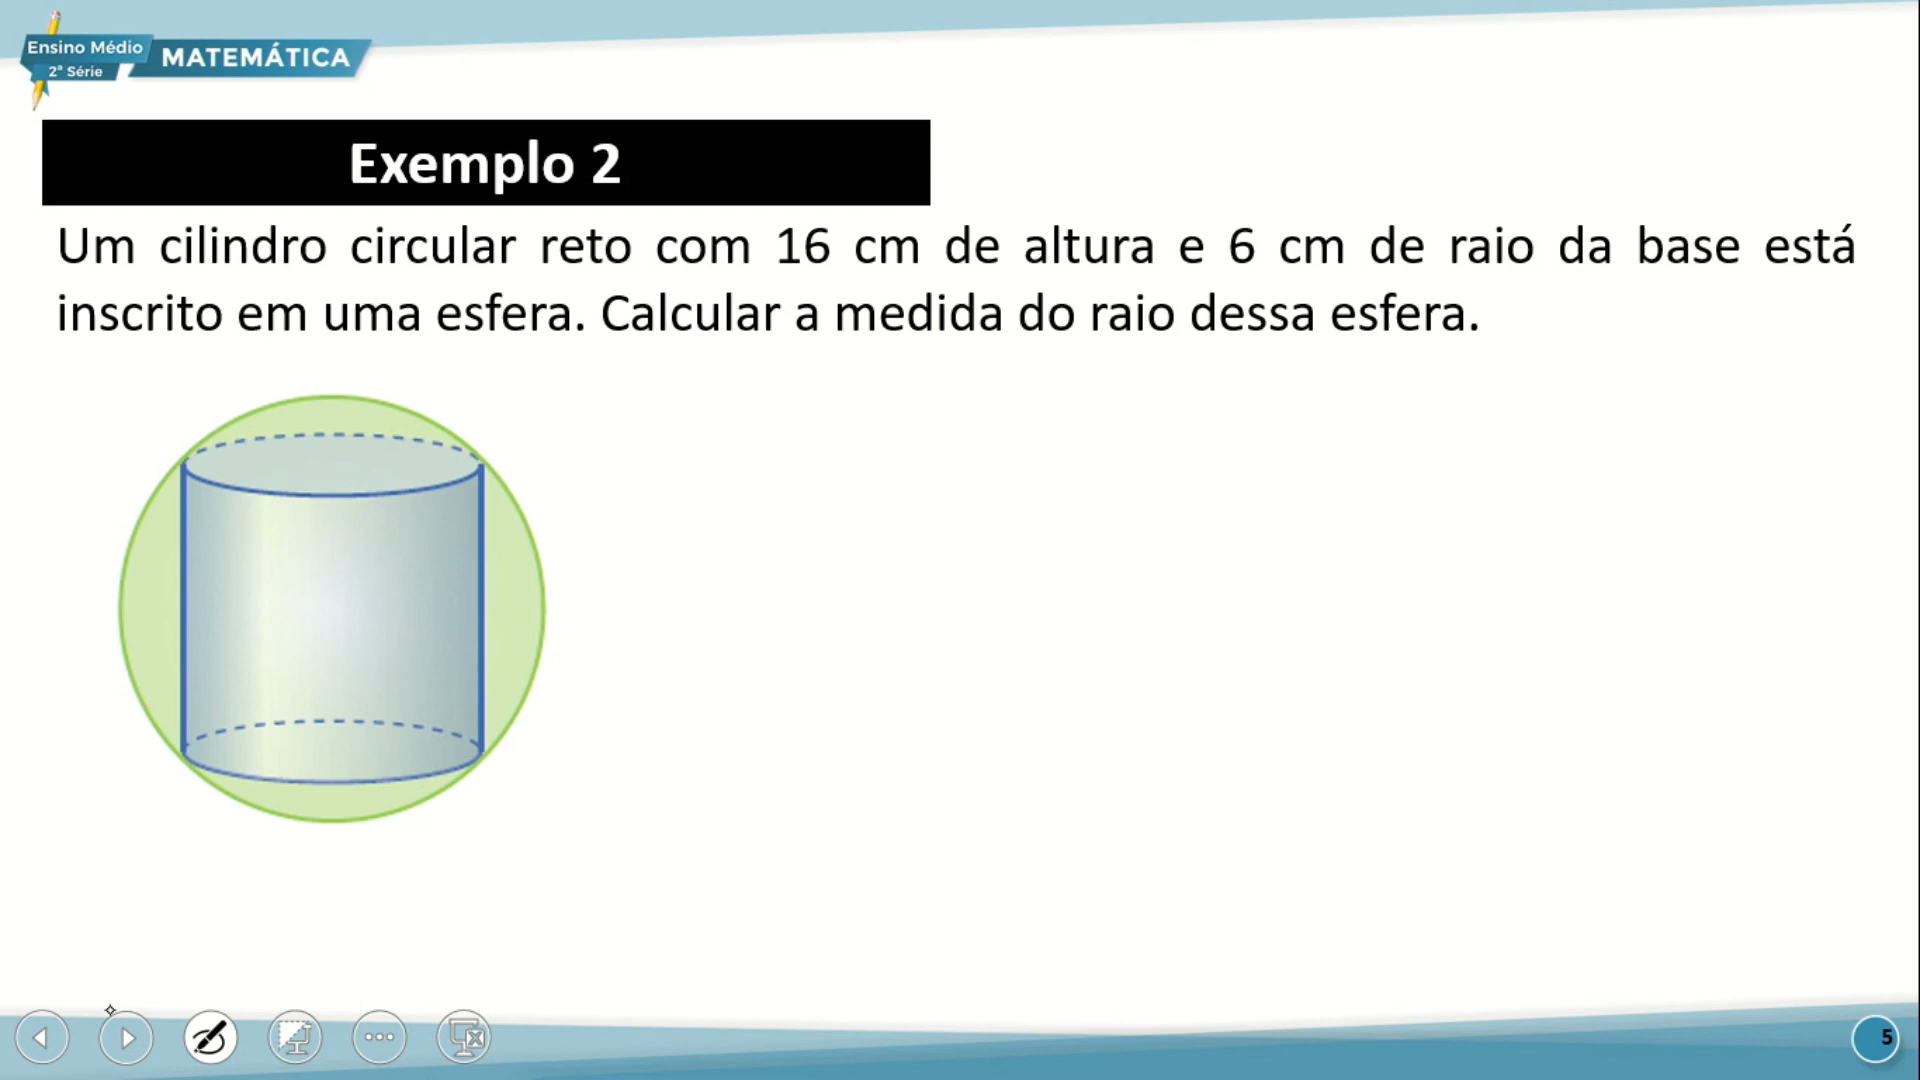 Ensino Médio
2ª Série
MATEMÁTICA
Exemplo 2
Um cilindro circular reto com 16 cm de altura e 6 cm de raio da base está
inscrito em uma esfera. Calcular a medida do raio dessa esfera.
5